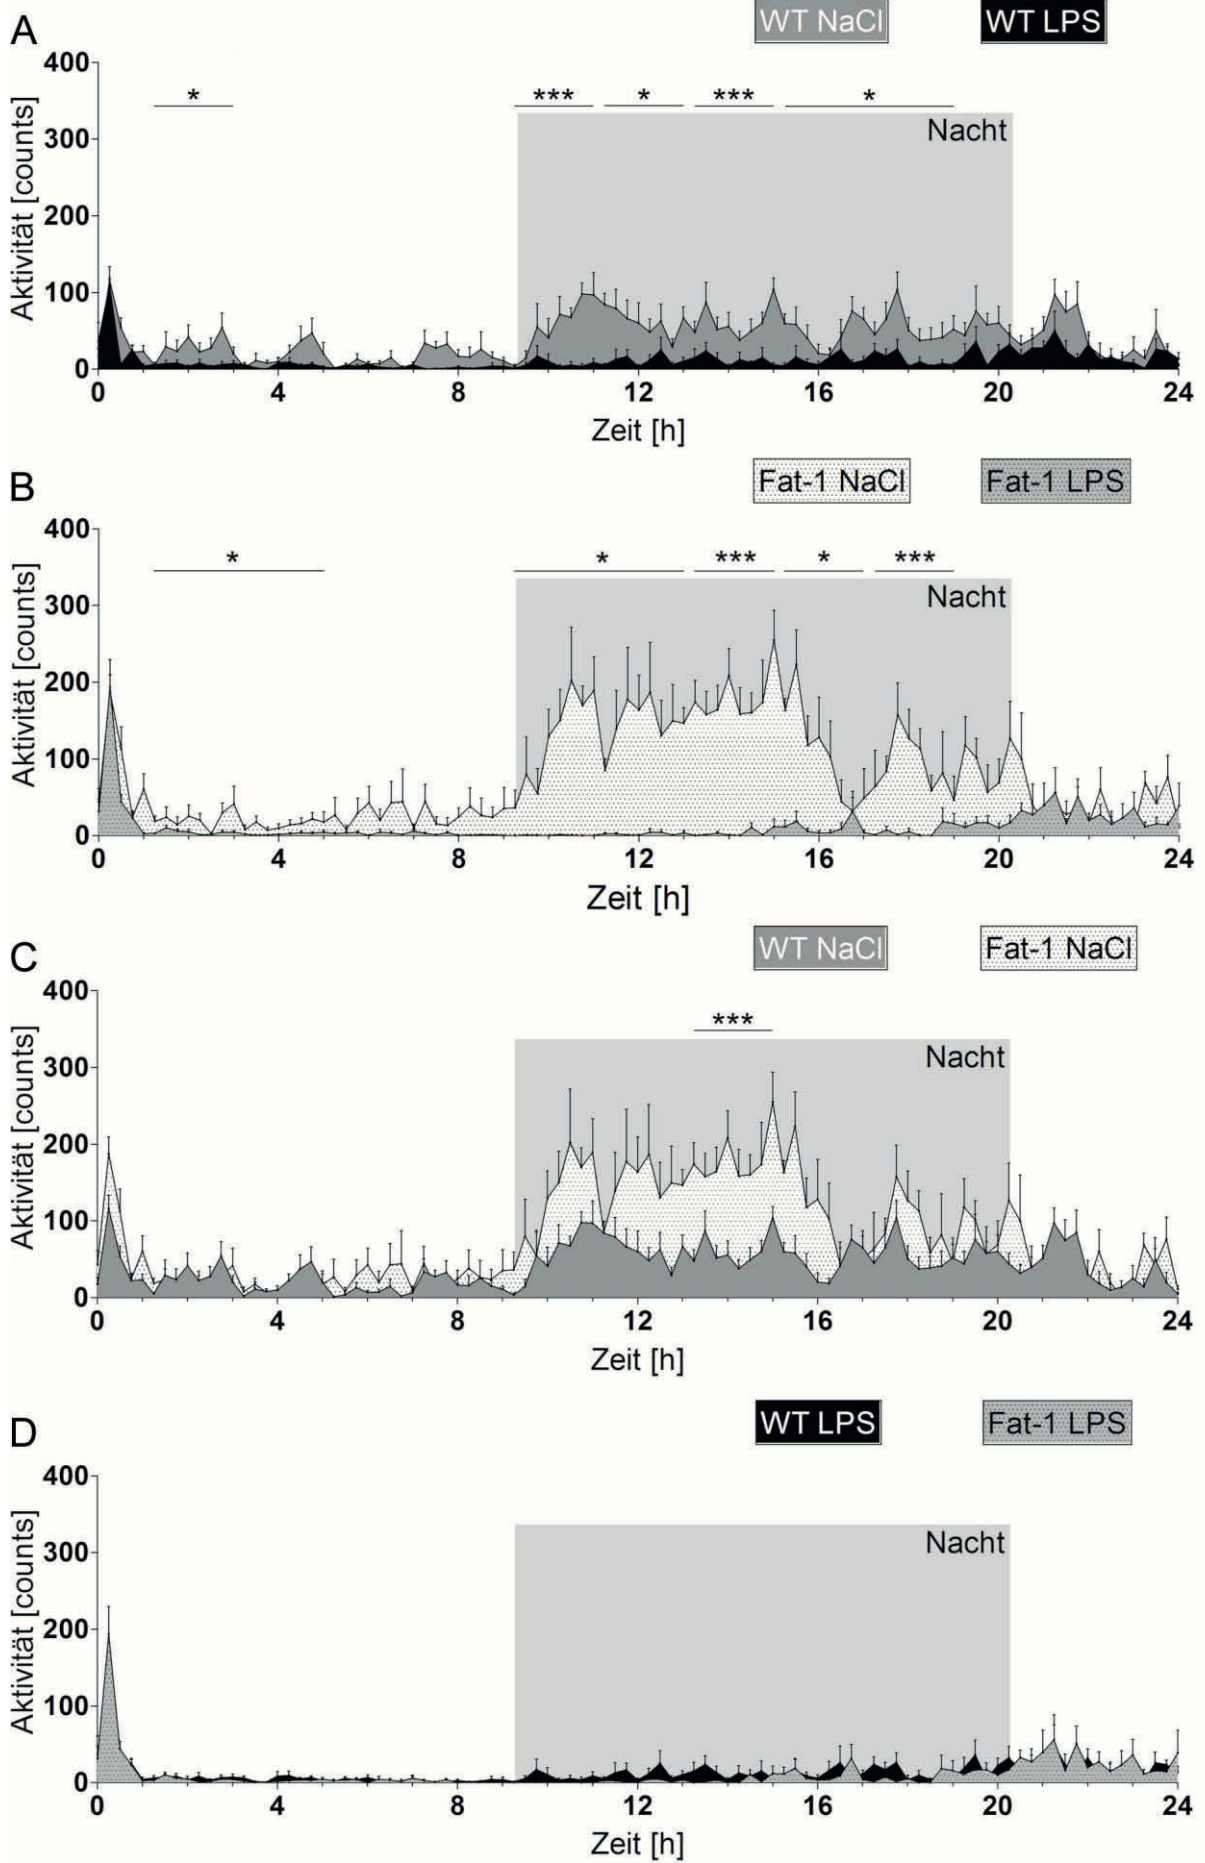 A
WT NaCl WT LPS
400
* *** * *** *
300
Nacht
200
100
0
Aktivität [counts]
0 4 8 12 16 20 24
Zeit [h]
B
Fat-1 NaCl Fat-1 LPS
400
* * *** * ***
300
Nacht
200
100
0
Aktivität [counts]
0 4 8 12 16 20 24
Zeit [h]
C
WT NaCl Fat-1 NaCl
400
***
300
Nacht
200
100
0
Aktivität [counts]
0 4 8 12 16 20 24
Zeit [h]
D
WT LPS Fat-1 LPS
400
300
Nacht
200
100
0
Aktivität [counts]
0 4 8 12 16 20 24
Zeit [h]